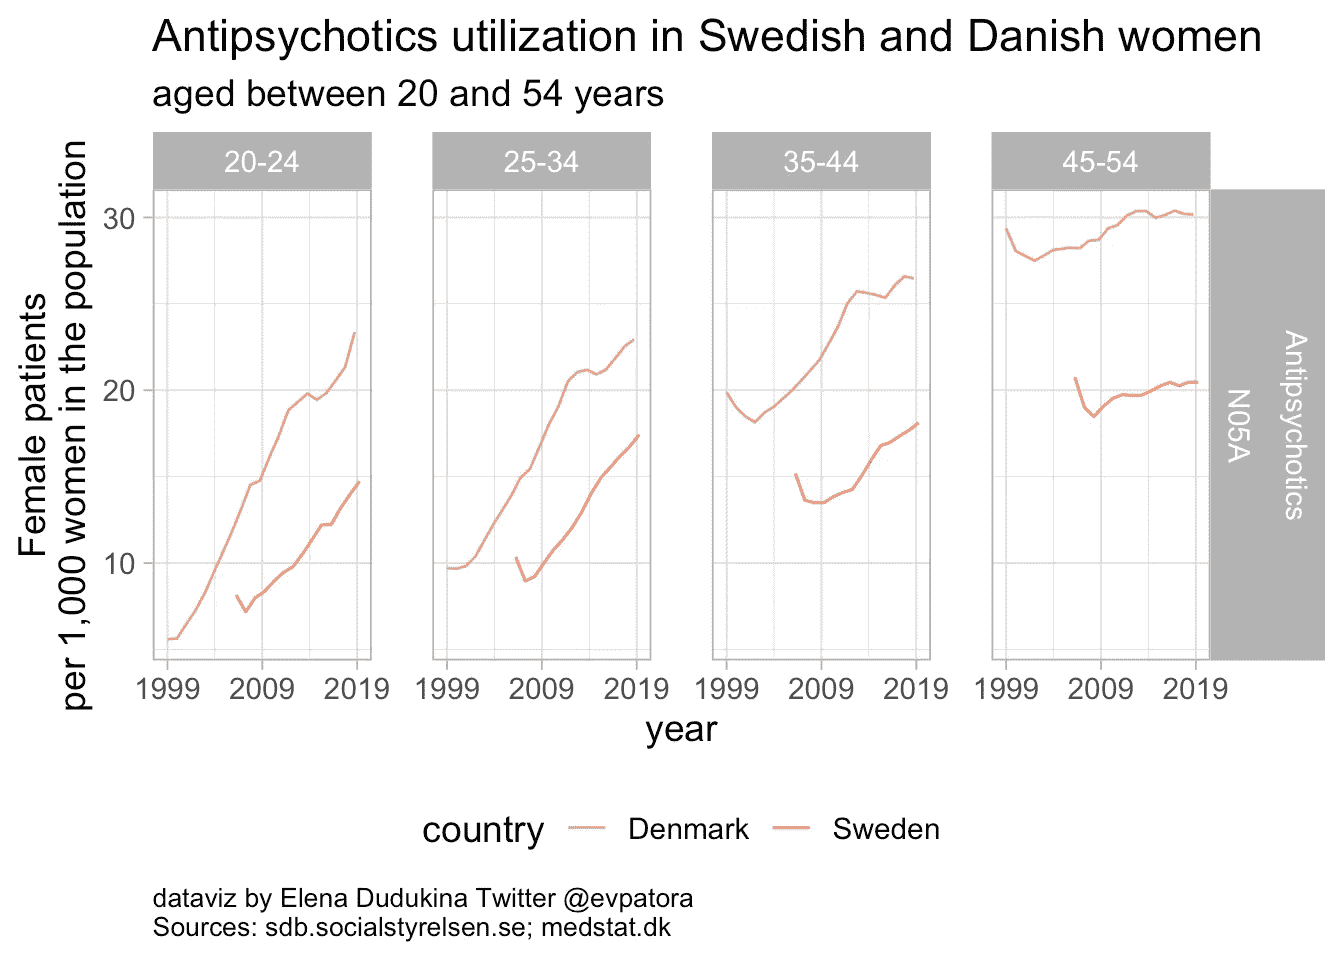 Antipsychotics utilization in Swedish and Danish women
aged between 20 and 54 years
20-24
25-34
35-44
45-54
Female patients
per 1,000 women in the population
30
20
10
Antipsychotics
N05A
1999 2009 2019
1999 2009 2019
1999 2009 2019
1999 2009 2019
year
country Denmark Sweden
dataviz by Elena Dudukina Twitter @evpatora
Sources: sdb.socialstyrelsen.se; medstat.dk